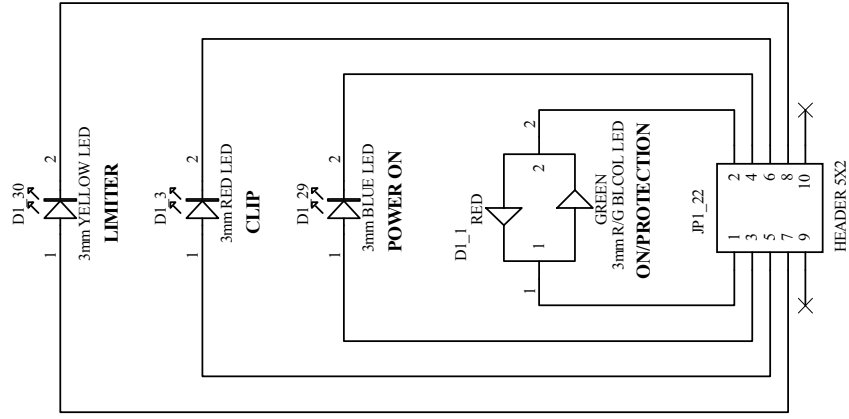 D1_30
1 2
3mm YELLOW LED
LIMITER
D1_3
1 2
3mm RED LED
CLIP
D1_29
1 2
3mm BLUE LED
POWER ON
D1_1
RED
1 1 2 2
GREEN
3mm R/G BI.COL LED
ON/PROTECTION
JP1_22
1 2
3 4
5 6
7 8
9 10
HEADER 5X2